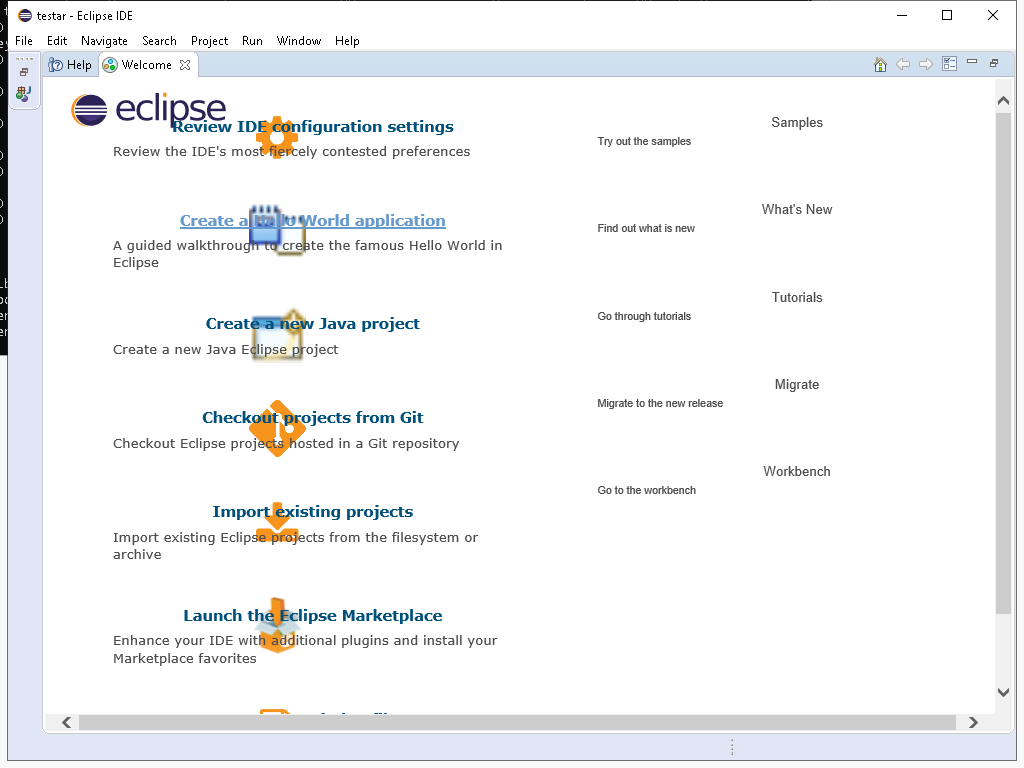 testar - Eclipse IDE
File Edit Navigate Search Project Run Window Help
Help Welcome
eclipse
Review IDE configuration settings
Review the IDE's most fiercely contested preferences
Create a Hello World application
A guided walkthrough to create the famous Hello World in
Eclipse
Create a new Java project
Create a new Java Eclipse project
Checkout projects from Git
Checkout Eclipse projects hosted in a Git repository
Import existing projects
Import existing Eclipse projects from the filesystem or
archive
Launch the Eclipse Marketplace
Enhance your IDE with additional plugins and install your
Marketplace favorites
Samples
Try out the samples
What's New
Find out what is new
Tutorials
Go through tutorials
Migrate
Migrate to the new release
Workbench
Go to the workbench